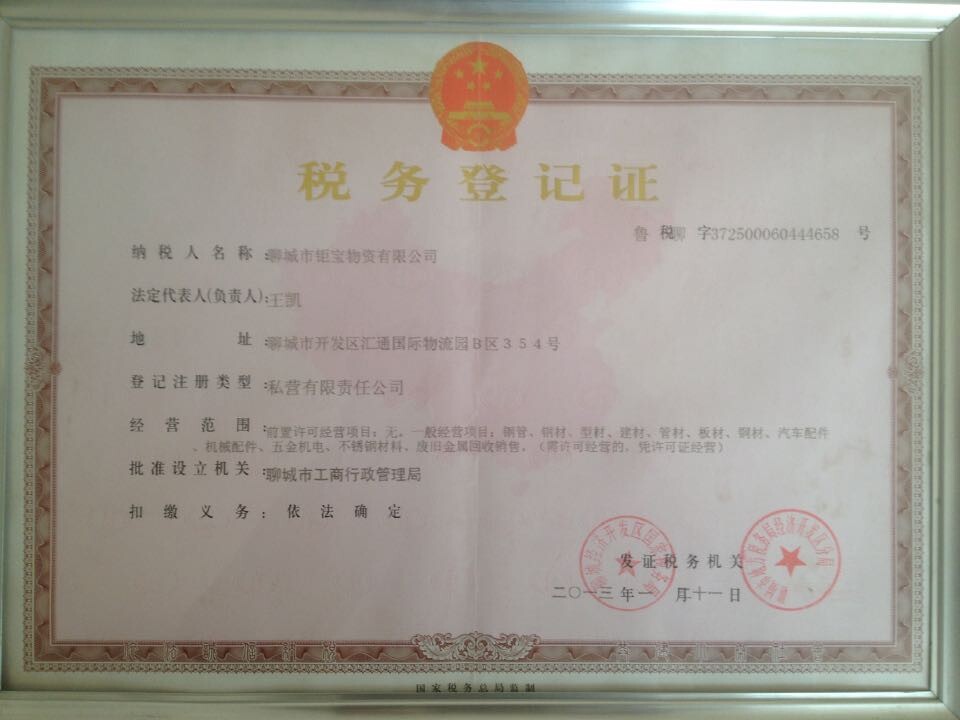 税务登记证
鲁税聊字372500060444658号
纳税人名称:聊城市钜宝物资有限公司
法定代表人(负责人):王凯
地址:聊城市开发区汇通国际物流园B区354号
登记注册类型:私营有限责任公司
经营范围:前置许可经营项目:无。一般经营项目:钢管、钢材、型材、建材、管材、板材、铜材、汽车配件
、机械配件、五金机电、不锈钢材料、废旧金属回收销售。(需许可经营的,凭许可证经营)
批准设立机关:聊城市工商行政管理局
扣缴义务:依法确定
发证税务机关
二〇一三年一月十一日
国家税务总局监制